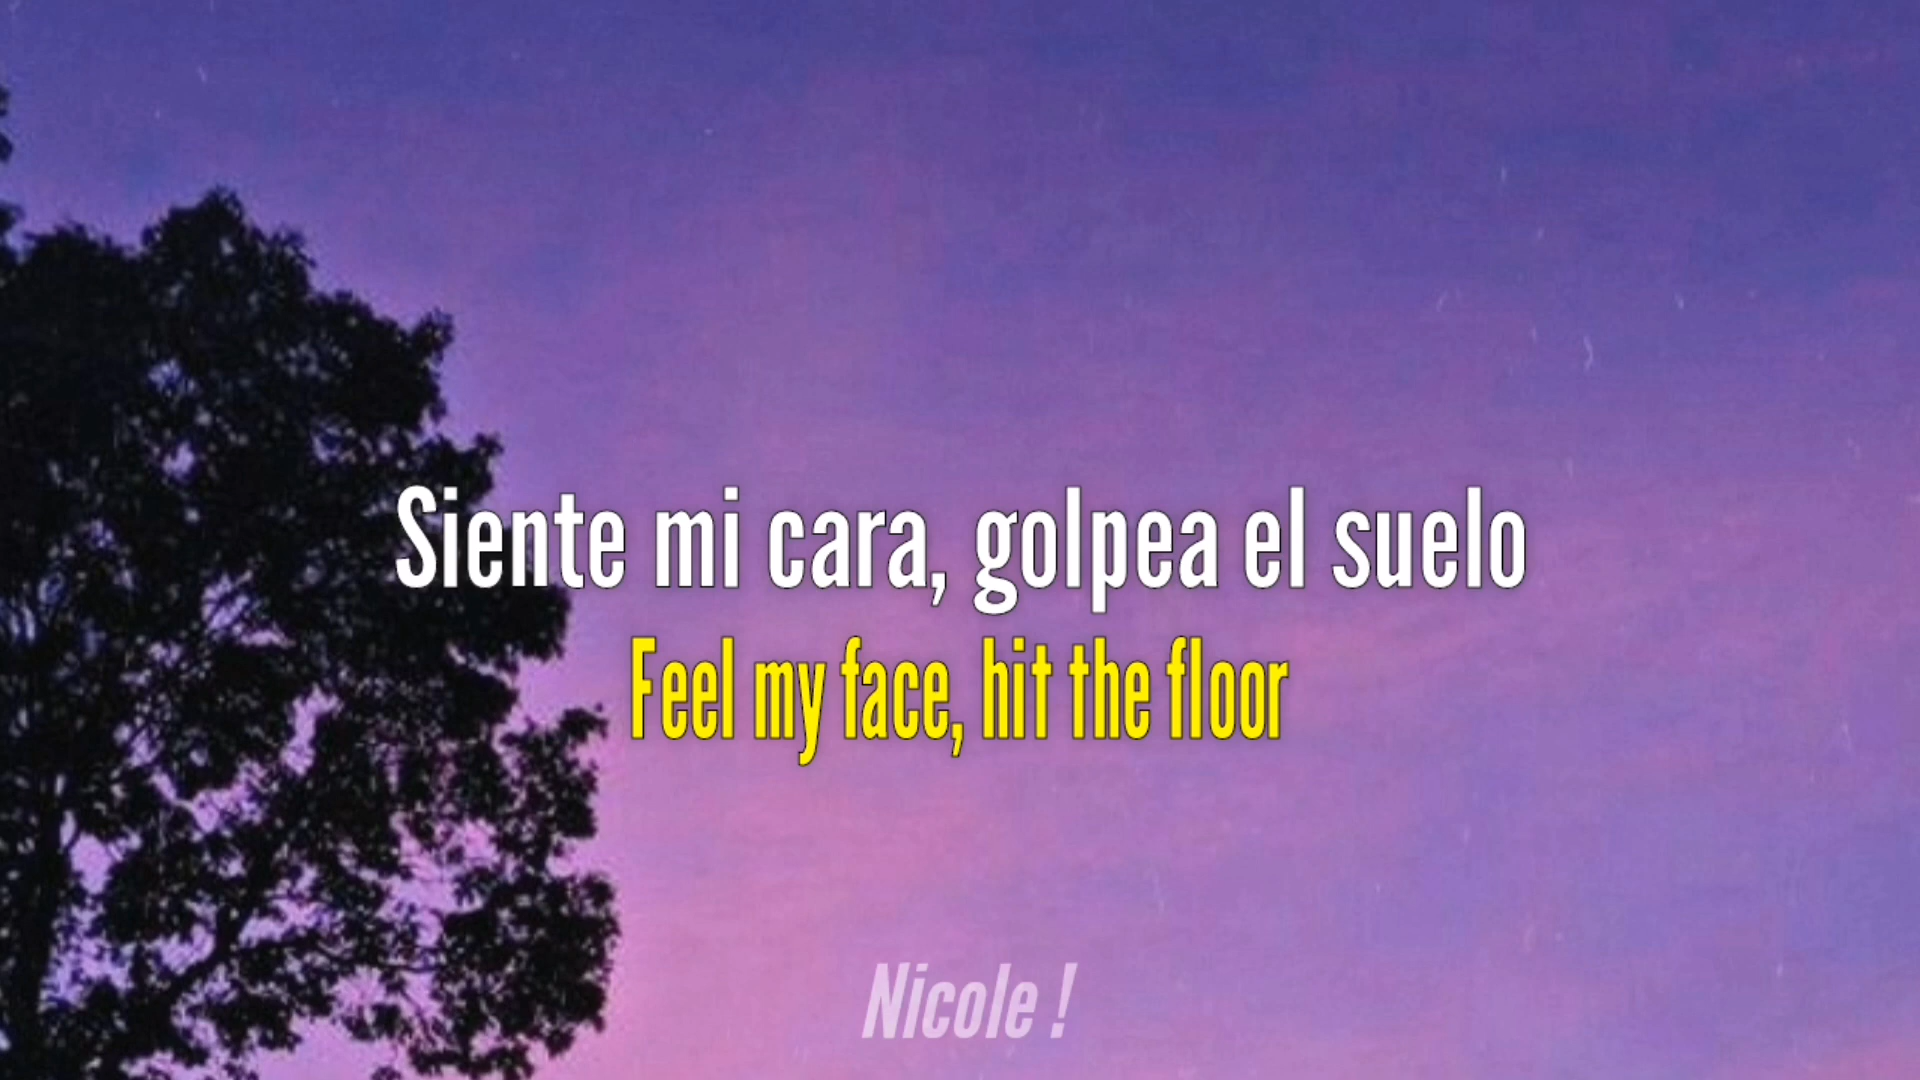 Siente mi cara, golpea el suelo
Feel my face, hit the floor
Nicole !